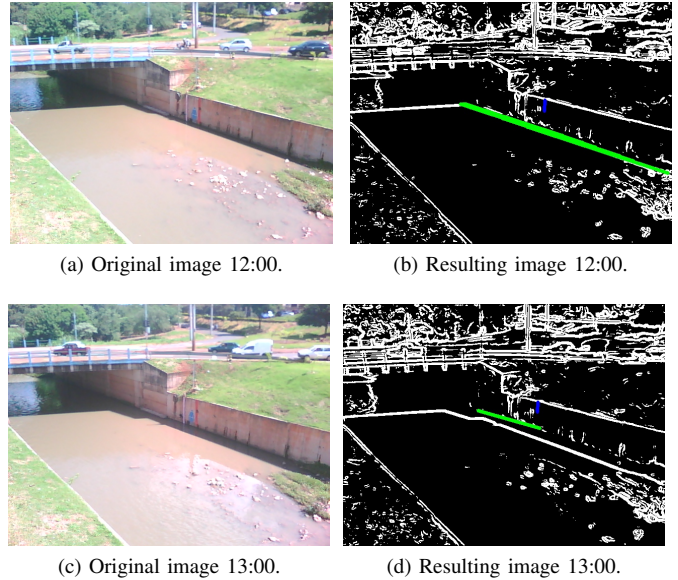 (a) Original image 12:00.
(b) Resulting image 12:00.
(c) Original image 13:00.
(d) Resulting image 13:00.